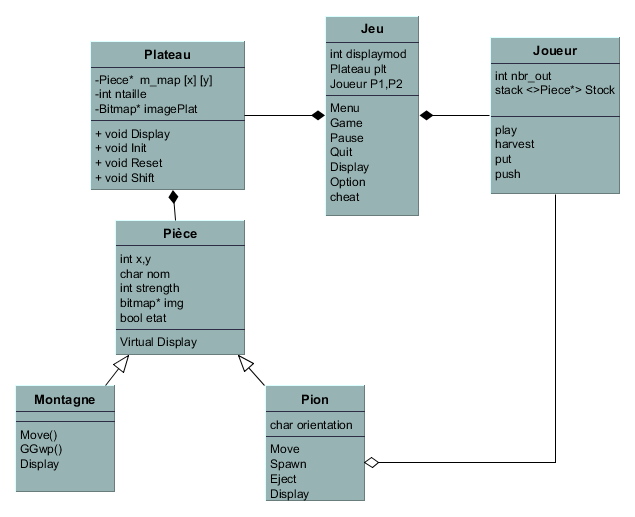 Plateau
-Piece* m_map [x] [y]
-int ntaille
-Bitmap* imagePlat
+ void Display
+ void Init
+ void Reset
+ void Shift
Jeu
int displaymod
Plateau plt
Joueur P1,P2
Menu
Game
Pause
Quit
Display
Option
cheat
Joueur
int nbr_out
stack <>Piece*> Stock
play
harvest
put
push
Pièce
int x,y
char nom
int strength
bitmap* img
bool etat
Virtual Display
Montagne
Move()
GGwp()
Display
Pion
char orientation
Move
Spawn
Eject
Display